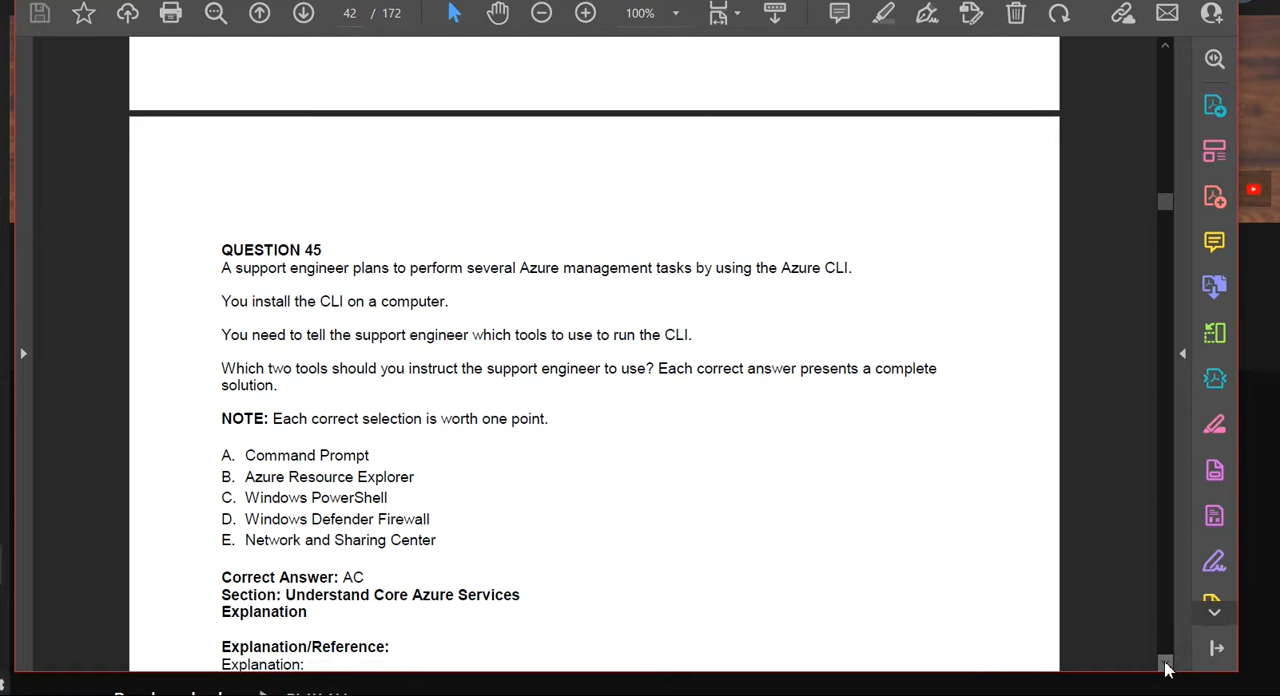 42 / 172
100%
QUESTION 45
A support engineer plans to perform several Azure management tasks by using the Azure CLI.
You install the CLI on a computer.
You need to tell the support engineer which tools to use to run the CLI.
Which two tools should you instruct the support engineer to use? Each correct answer presents a complete
solution.
NOTE: Each correct selection is worth one point.
A. Command Prompt
B. Azure Resource Explorer
C. Windows PowerShell
D. Windows Defender Firewall
E. Network and Sharing Center
Correct Answer: AC
Section: Understand Core Azure Services
Explanation
Explanation/Reference:
Explanation: